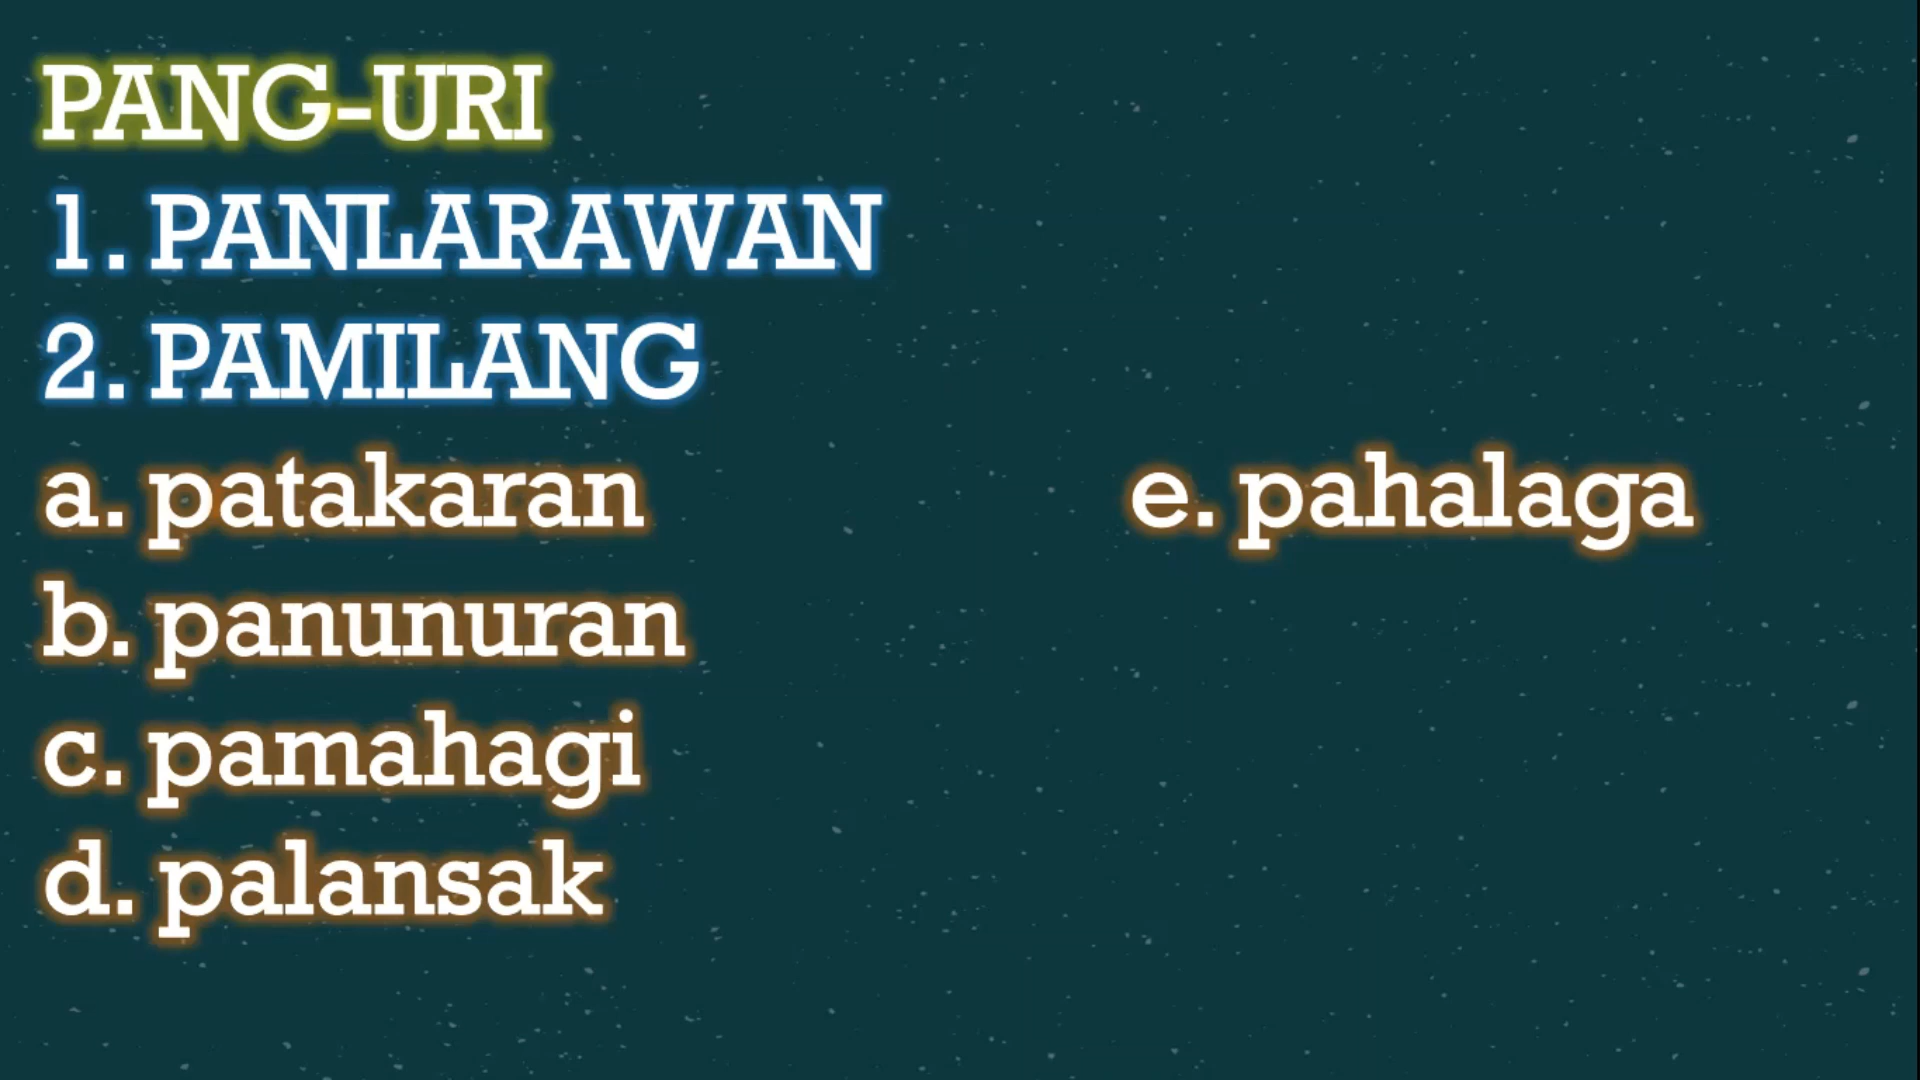 PANG-URI
1. PANLARAWAN
2. PAMILANG
a. patakaran
b. panunuran
c. pamahagi
d. palansak
e. pahalaga